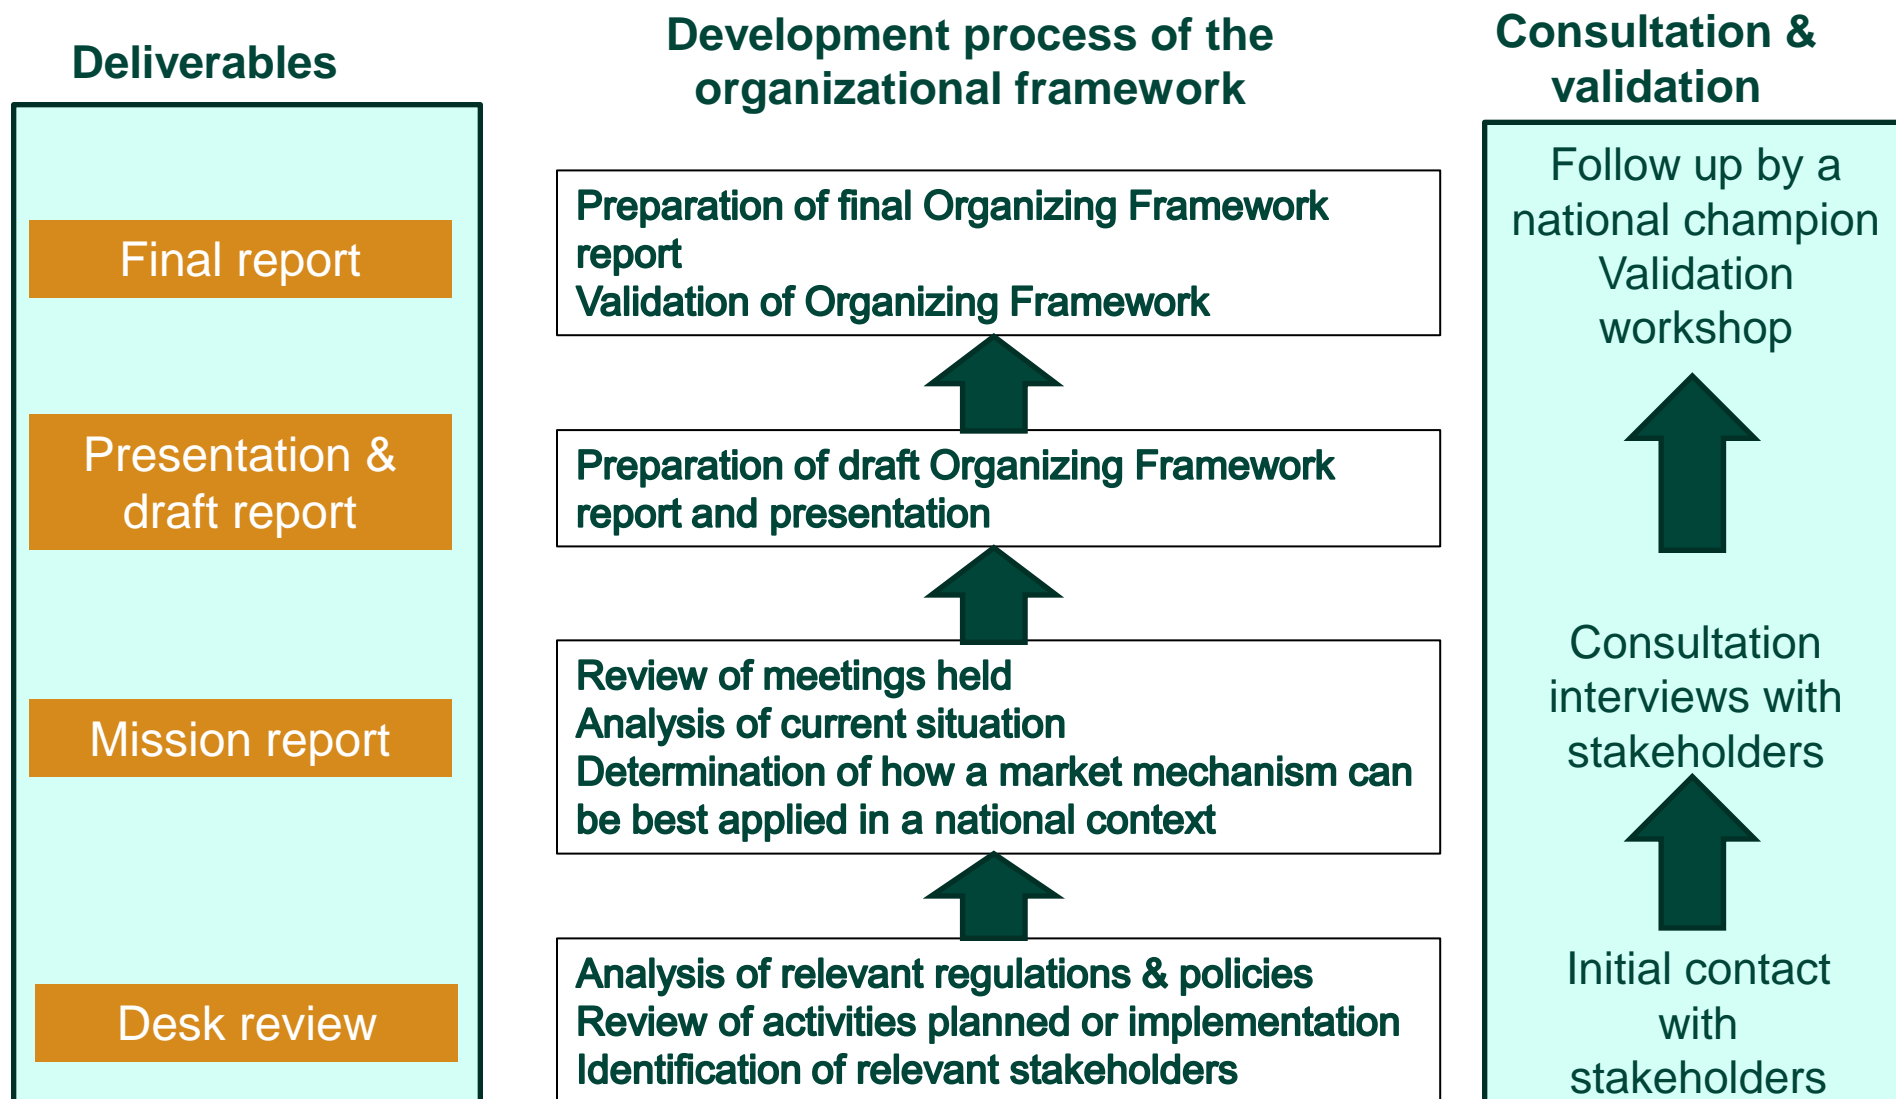 Deliverables
Final report
Presentation &
draft report
Mission report
Desk review
Development process of the
organizational framework
Preparation of final Organizing Framework
report
Validation of Organizing Framework
Preparation of draft Organizing Framework
report and presentation
Review of meetings held
Analysis of current situation
Determination of how a market mechanism can
be best applied in a national context
Analysis of relevant regulations & policies
Review of activities planned or implementation
Identification of relevant stakeholders
Consultation &
validation
Follow up by a
national champion
Validation
workshop
Consultation
interviews with
stakeholders
Initial contact
with
stakeholders